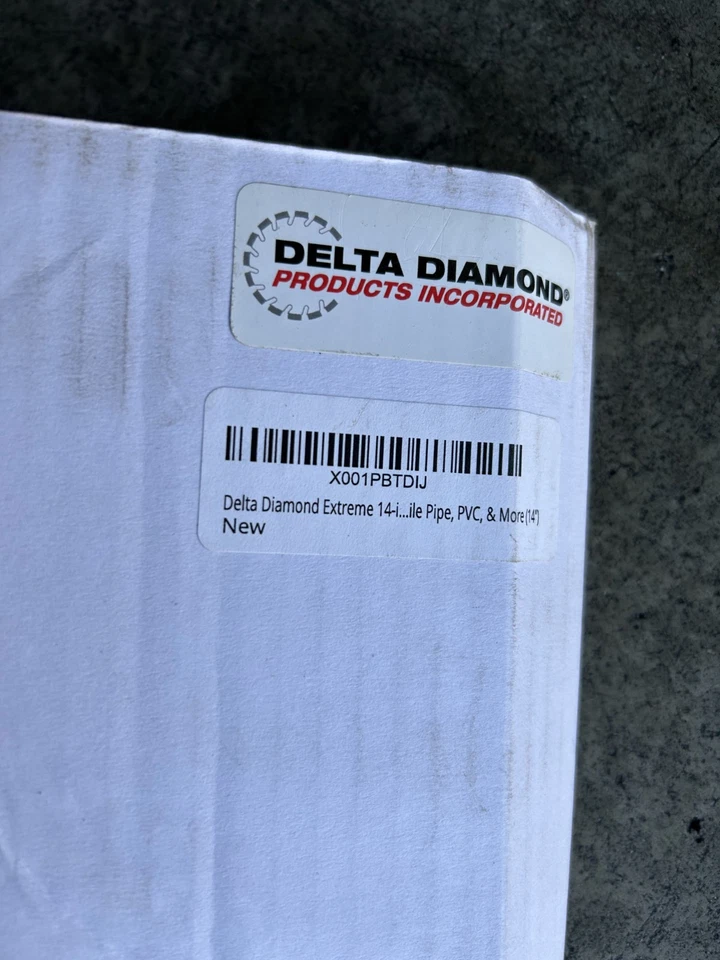 DELTA DIAMOND®
PRODUCTS INCORPORATED
X001PBTDIJ
Delta Diamond Extreme 14-i...ile Pipe, PVC, & More (14")
New